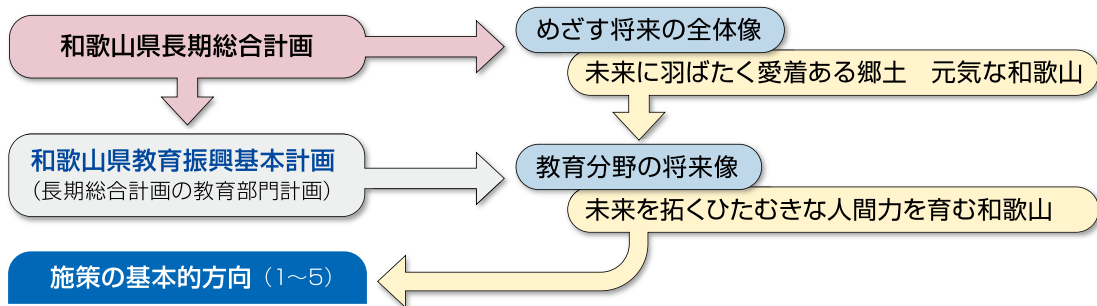 和歌山県長期総合計画
めざす将来の全体像
未来に羽ばたく愛着ある郷土　元気な和歌山
和歌山県教育振興基本計画
（長期総合計画の教育部門計画）
教育分野の将来像
未来を拓くひたむきな人間力を育む和歌山
施策の基本的方向（1〜5）